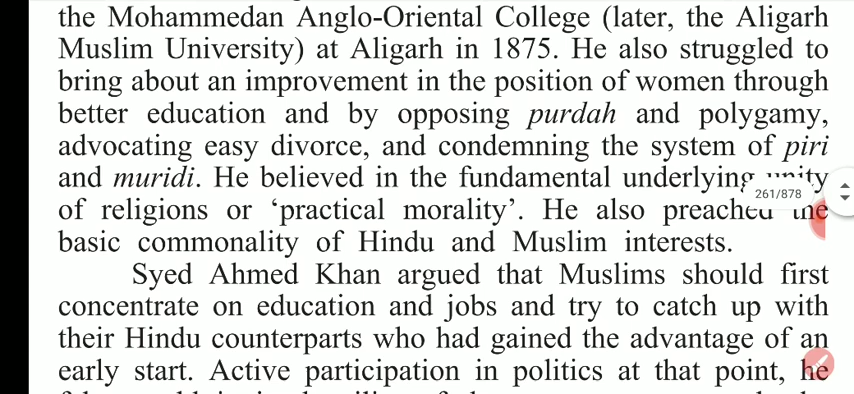 the Mohammedan Anglo-Oriental College (later, the Aligarh
Muslim University) at Aligarh in 1875. He also struggled to
bring about an improvement in the position of women through
better education and by opposing purdah and polygamy,
advocating easy divorce, and condemning the system of piri
and muridi. He believed in the fundamental underlying unity
261/878
of religions or ‘practical morality’. He also preached the
basic commonality of Hindu and Muslim interests.
Syed Ahmed Khan argued that Muslims should first
concentrate on education and jobs and try to catch up with
their Hindu counterparts who had gained the advantage of an
early start. Active participation in politics at that point, he